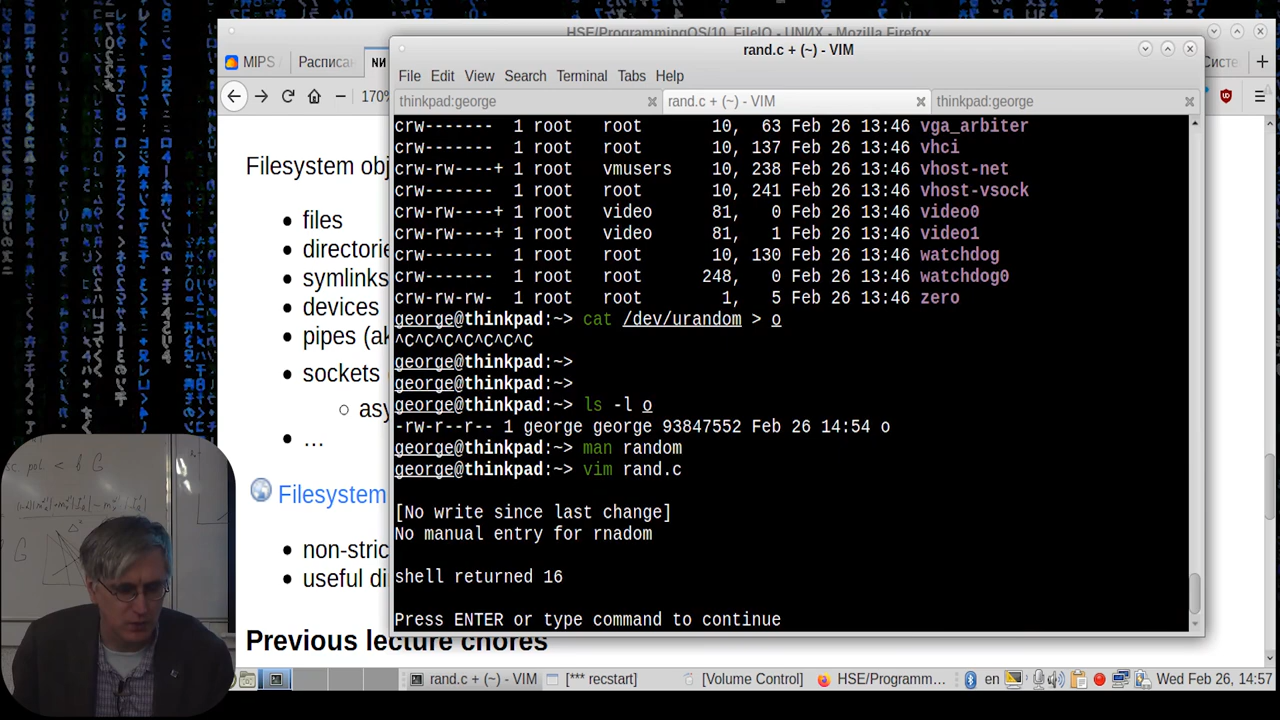 HSE/ProgrammingOS/10_FileIO - UNИX - Mozilla Firefox
rand.c + (~) - VIM
MIPS
Расписан
File Edit View Search Terminal Tabs Help
170%
thinkpad:george
rand.c + (~) - VIM
thinkpad:george
Filesystem obj
files
directorie
symlinks
devices
pipes (ak
sockets
asy
...
Filesystem
non-stric
useful di
Previous lecture chores
crw------- 1 root root 10, 63 Feb 26 13:46 vga_arbiter
crw------- 1 root root 10, 137 Feb 26 13:46 vhci
crw-rw----+ 1 root vmusers 10, 238 Feb 26 13:46 vhost-net
crw------- 1 root root 10, 241 Feb 26 13:46 vhost-vsock
crw-rw----+ 1 root video 81, 0 Feb 26 13:46 video0
crw-rw----+ 1 root video 81, 1 Feb 26 13:46 video1
crw------- 1 root root 10, 130 Feb 26 13:46 watchdog
crw------- 1 root root 248, 0 Feb 26 13:46 watchdog0
crw-rw-rw- 1 root root 1, 5 Feb 26 13:46 zero
george@thinkpad:~> cat /dev/urandom > o
^C^C^C^C^C^C^C^C
george@thinkpad:~>
george@thinkpad:~>
george@thinkpad:~> ls -l o
-rw-r--r-- 1 george george 93847552 Feb 26 14:54 o
george@thinkpad:~> man random
george@thinkpad:~> vim rand.c
[No write since last change]
No manual entry for rnadom
shell returned 16
Press ENTER or type command to continue
rand.c + (~) - VIM
[*** recstart]
[Volume Control]
HSE/Programm...
en
Wed Feb 26, 14:57